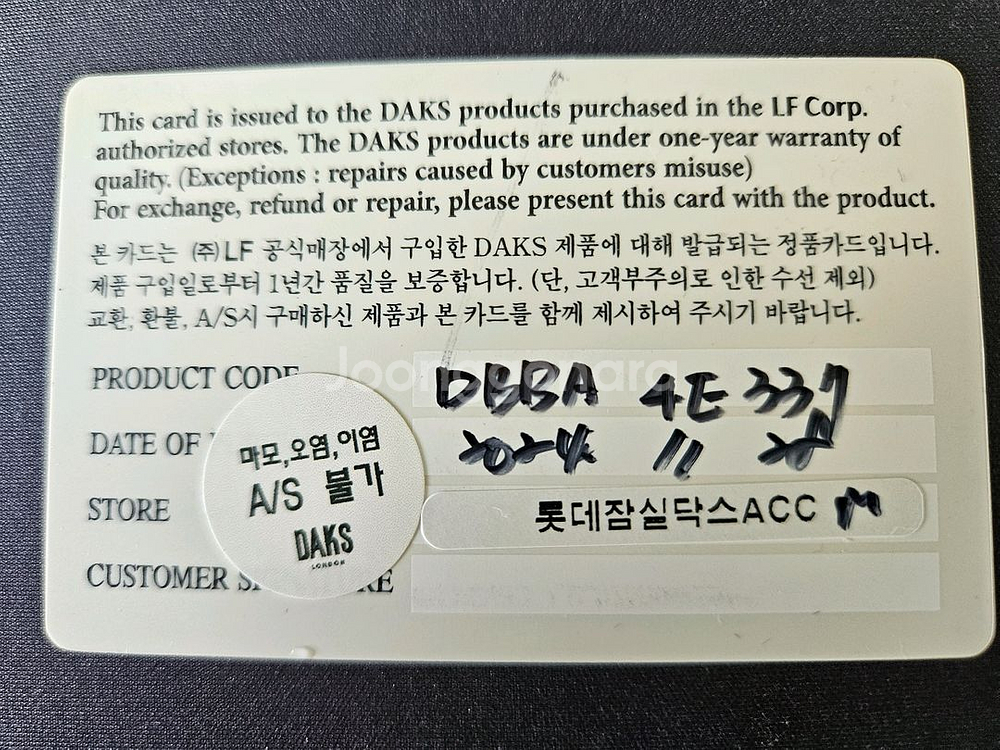 This card is issued to the DAKS products purchased in the LF Corp.
authorized stores. The DAKS products are under one-year warranty of
quality. (Exceptions : repairs caused by customers misuse)
For exchange, refund or repair, please present this card with the product.
본 카드는 (주)LF 공식매장에서 구입한 DAKS 제품에 대해 발급되는 정품카드입니다.
제품 구입일로부터 1년간 품질을 보증합니다. (단, 고객부주의로 인한 수선 제외)
교환, 환불, A/S시 구매하신 제품과 본 카드를 함께 제시하여 주시기 바랍니다.
Joonggonara
PRODUCT CODE DBBA 4E 337
DATE OF 2024 11
STORE 롯데잠실닥스ACC M
CUSTOMER
마모,오염,이염
A/S 불가
DAKS
LONDON